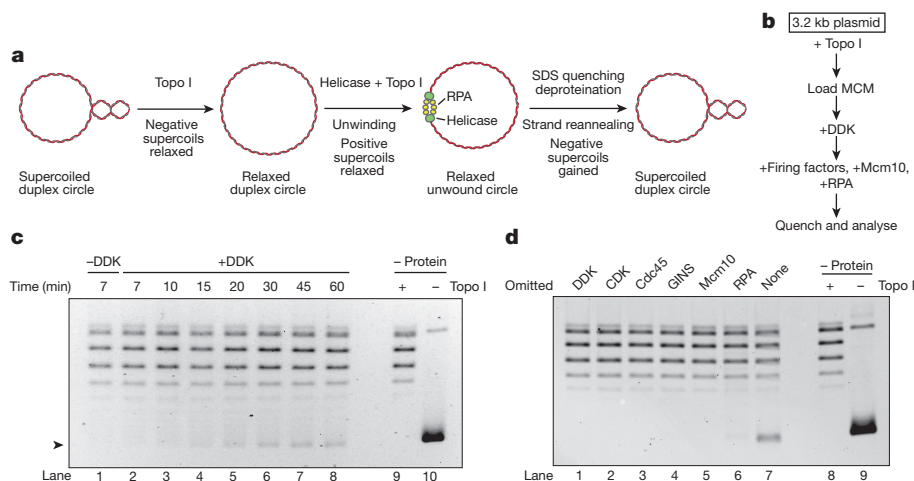 a
Topo I
Negative
supercoils
relaxed
Helicase + Topo I
Unwinding
Positive
supercoils
relaxed
RPA
Helicase
SDS quenching
deproteination
Strand reannealing
Negative
supercoils
gained
Supercoiled
duplex circle
Relaxed
duplex circle
Relaxed
unwound circle
Supercoiled
duplex circle
b
3.2 kb plasmid
+ Topo I
Load MCM
+DDK
+Firing factors, +Mcm10,
+RPA
Quench and analyse
c
–DDK +DDK – Protein
Time (min) 7 7 10 15 20 30 45 60 + – Topo I
Lane 1 2 3 4 5 6 7 8 9 10
d
Omitted DDK CDK Cdc45 GINS Mcm10 RPA None
– Protein
+ – Topo I
Lane 1 2 3 4 5 6 7 8 9